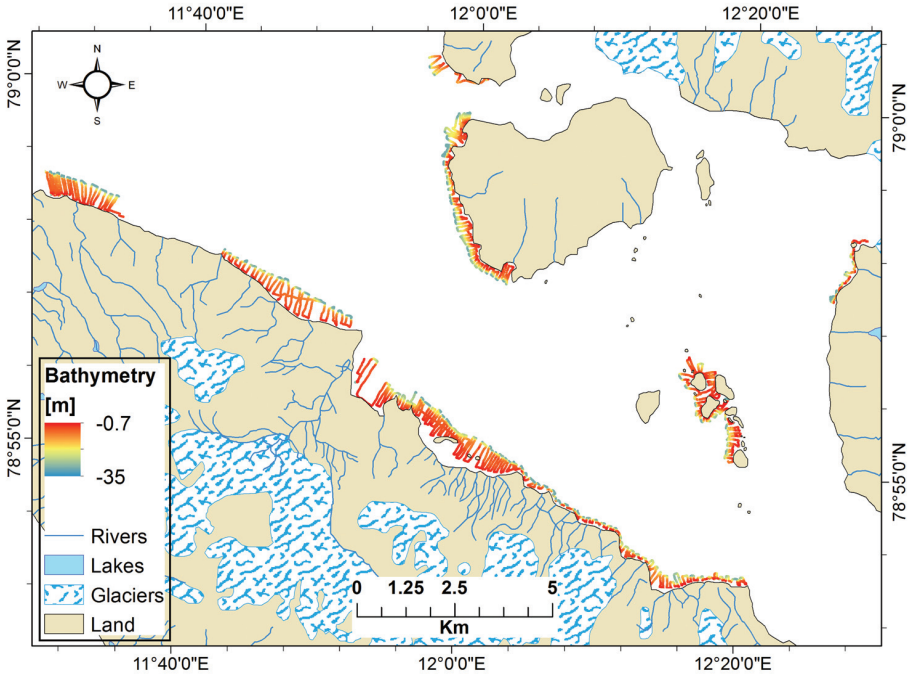 11°40'0"E 12°0'0"E 12°20'0"E
79°0'0"N
79°0'0"N
N
W E
S
78°55'0"N
78°55'0"N
Bathymetry
[m]
-0.7
-35
Rivers
Lakes
Glaciers
Land
0 1.25 2.5 5
Km
11°40'0"E 12°0'0"E 12°20'0"E